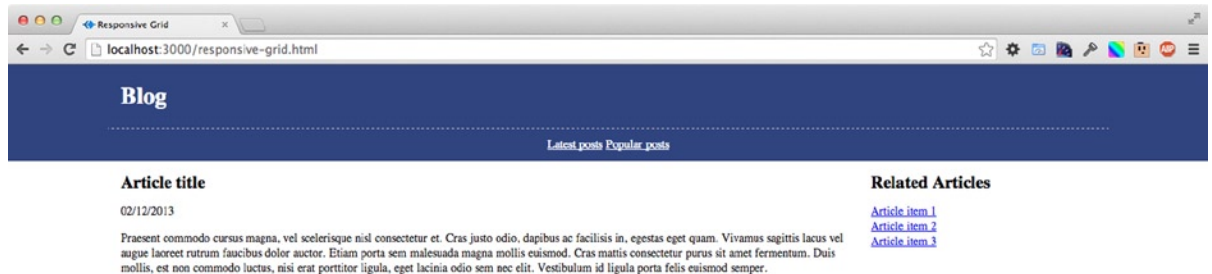 Responsive Grid
localhost:3000/responsive-grid.html
Blog
Latest posts Popular posts
Article title
02/12/2013
Praesent commodo cursus magna, vel scelerisque nisl consectetur et. Cras justo odio, dapibus ac facilisis in, egestas eget quam. Vivamus sagittis lacus vel
augue laoreet rutrum faucibus dolor auctor. Etiam porta sem malesuada magna mollis euismod. Cras mattis consectetur purus sit amet fermentum. Duis
mollis, est non commodo luctus, nisi erat porttitor ligula, eget lacinia odio sem nec elit. Vestibulum id ligula porta felis euismod semper.
Related Articles
Article item 1
Article item 2
Article item 3